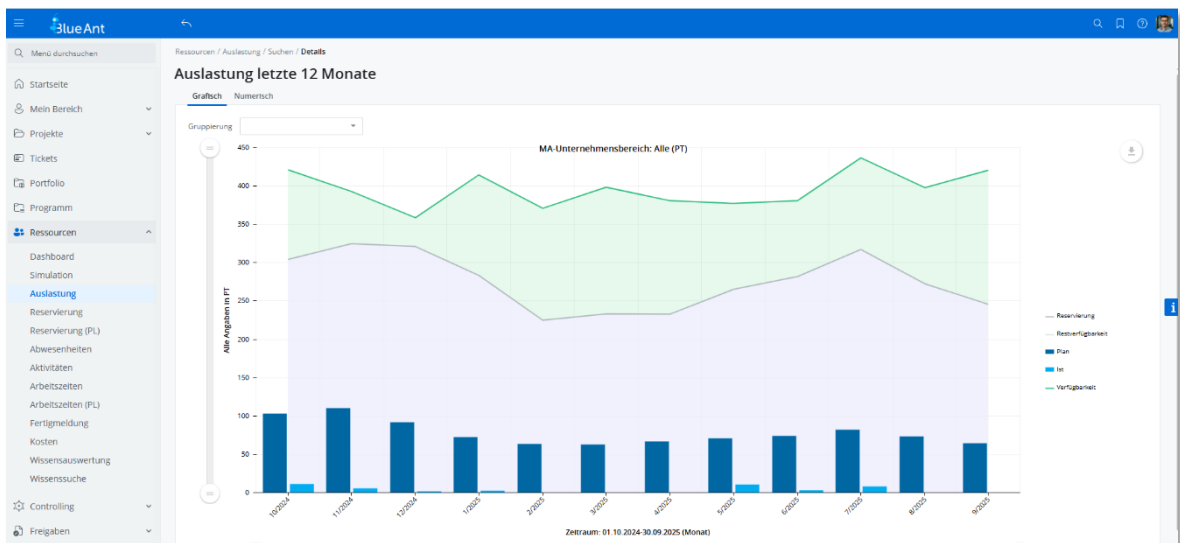 BlueAnt
Menü durchsuchen
Startseite
Mein Bereich
Projekte
Tickets
Portfolio
Programm
Ressourcen
Dashboard
Simulation
Auslastung
Reservierung
Reservierung (PL)
Abwesenheiten
Aktivitäten
Arbeitszeiten
Arbeitszeiten (PL)
Fertigmeldung
Kosten
Wissensauswertung
Wissenssuche
Controlling
Freigaben
Ressourcen / Auslastung / Suchen / Details
Auslastung letzte 12 Monate
Grafisch Numerisch
Gruppierung
MA-Unternehmensbereich: Alle (PT)
Alle Angaben in PT
450
400
350
300
250
200
150
100
50
0
10/2024 11/2024 12/2024 1/2025 2/2025 3/2025 4/2025 5/2025 6/2025 7/2025 8/2025 9/2025
Zeitraum: 01.10.2024-30.09.2025 (Monat)
Reservierung
Restverfügbarkeit
Plan
Ist
Verfügbarkeit
i